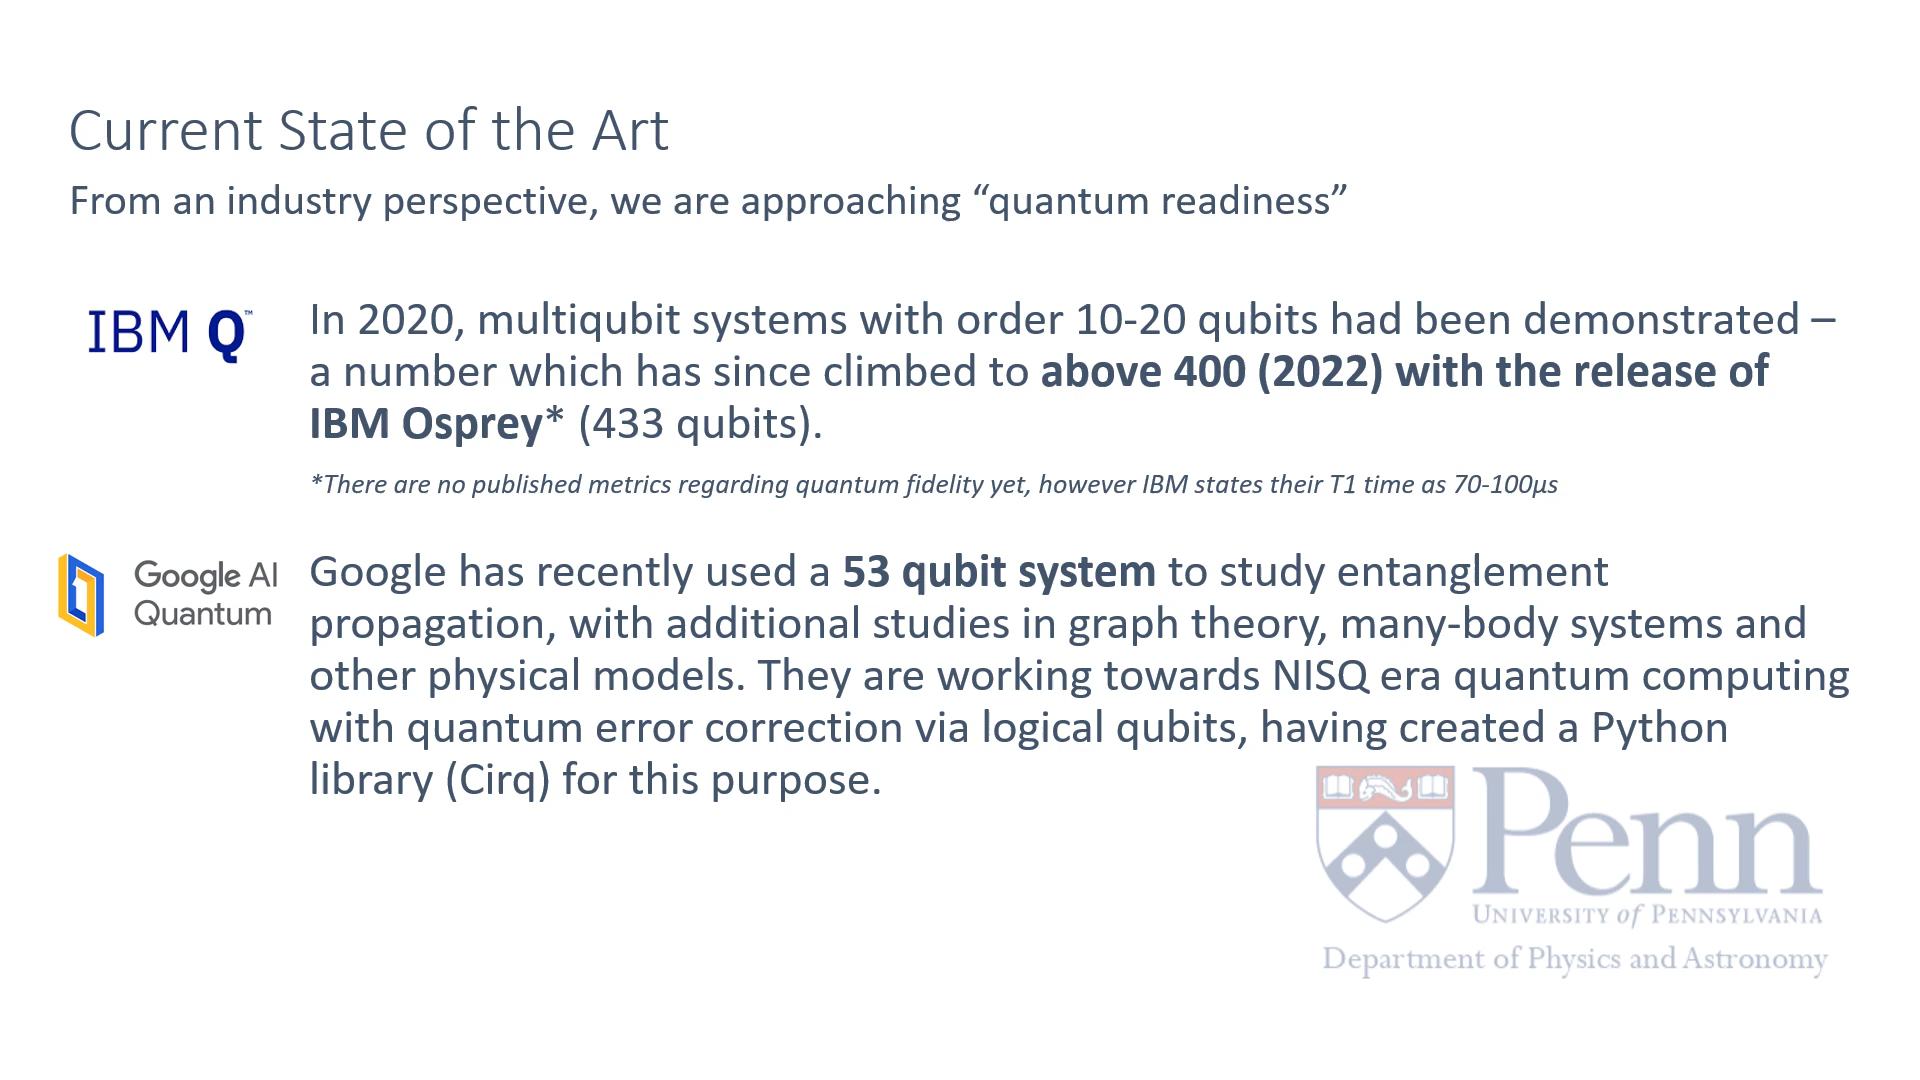 Current State of the Art
From an industry perspective, we are approaching “quantum readiness”
IBM Q™
In 2020, multiqubit systems with order 10-20 qubits had been demonstrated –
a number which has since climbed to above 400 (2022) with the release of
IBM Osprey* (433 qubits).
*There are no published metrics regarding quantum fidelity yet, however IBM states their T1 time as 70-100µs
Google AI
Quantum
Google has recently used a 53 qubit system to study entanglement
propagation, with additional studies in graph theory, many-body systems and
other physical models. They are working towards NISQ era quantum computing
with quantum error correction via logical qubits, having created a Python
library (Cirq) for this purpose.
Penn
UNIVERSITY of PENNSYLVANIA
Department of Physics and Astronomy